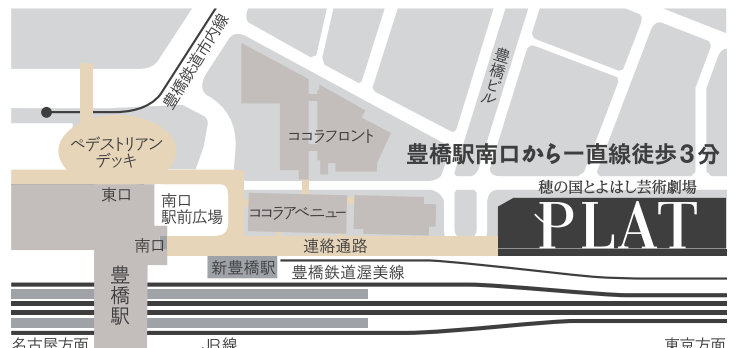 豊橋鉄道市内線
豊橋ビル
ペデストリアン
デッキ
ココラフロント
豊橋駅南口から一直線徒歩3分
東口
南口
駅前広場
ココラアベニュー
穂の国とよはし芸術劇場
PLAT
南口
連絡通路
新豊橋駅
豊橋鉄道渥美線
豊橋駅
名古屋方面
JR線
東京方面